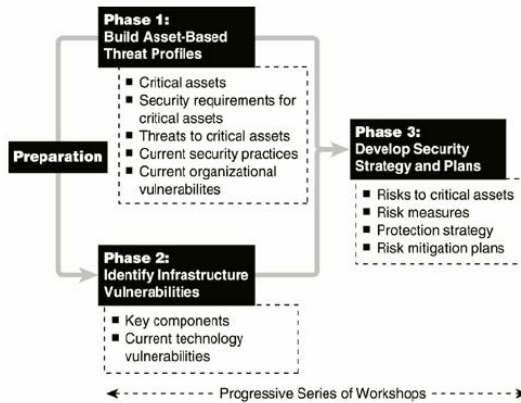 Phase 1:
Build Asset-Based
Threat Profiles
■ Critical assets
■ Security requirements for
critical assets
■ Threats to critical assets
■ Current security practices
■ Current organizational
vulnerabilites
Preparation
Phase 2:
Identify Infrastructure
Vulnerabilities
■ Key components
■ Current technology
vulnerabilities
Phase 3:
Develop Security
Strategy and Plans
■ Risks to critical assets
■ Risk measures
■ Protection strategy
■ Risk mitigation plans
Progressive Series of Workshops